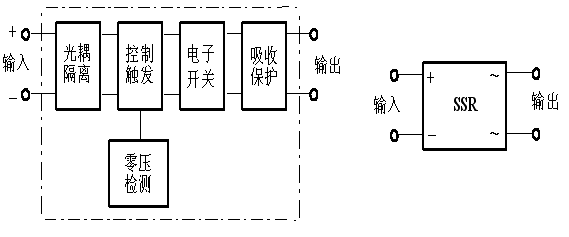 +
输入
−
光耦
隔离
控制
触发
电子
开关
吸收
保护
输出
零压
检测
输入
+
−
SSR
~
~
输出